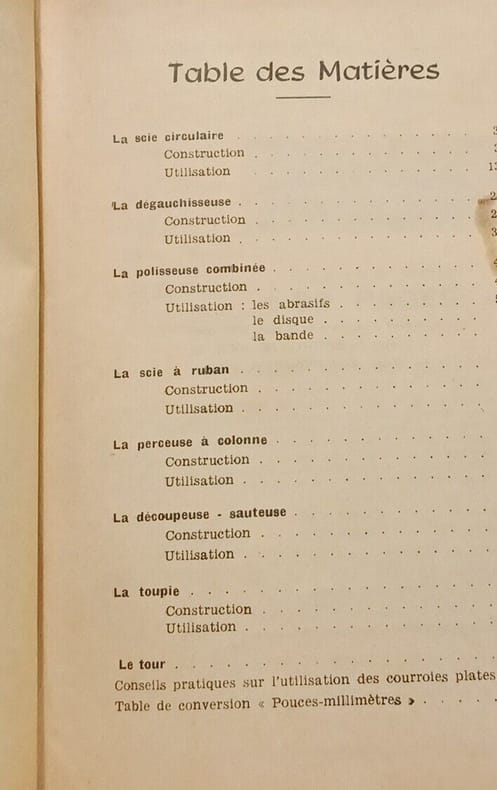 Table des Matières
La scie circulaire . . . . . . . . . . . .
Construction . . . . . . . . . . .
Utilisation . . . . . . . . . . . 
La dégauchisseuse . . . . . . . . . . . .
Construction . . . . . . . . . . .
Utilisation . . . . . . . . . . .
La polisseuse combinée . . . . . . . . . .
Construction . . . . . . . . . . .
Utilisation : les abrasifs . . . . . . .
le disque . . . . . . . .
la bande . . . . . . . .
La scie à ruban . . . . . . . . . . . .
Construction . . . . . . . . . . .
Utilisation . . . . . . . . . . . .
La perceuse à colonne . . . . . . . . . .
Construction . . . . . . . . . . .
Utilisation . . . . . . . . . . . .
La découpeuse - sauteuse . . . . . . . . .
Construction . . . . . . . . . . .
Utilisation . . . . . . . . . . . .
La toupie . . . . . . . . . . . . . .
Construction . . . . . . . . . . .
Utilisation . . . . . . . . . . . .
Le tour . . . . . . . . . . . . . .
Conseils pratiques sur l'utilisation des courroies plates
Table de conversion « Pouces-millimètres » . . . .